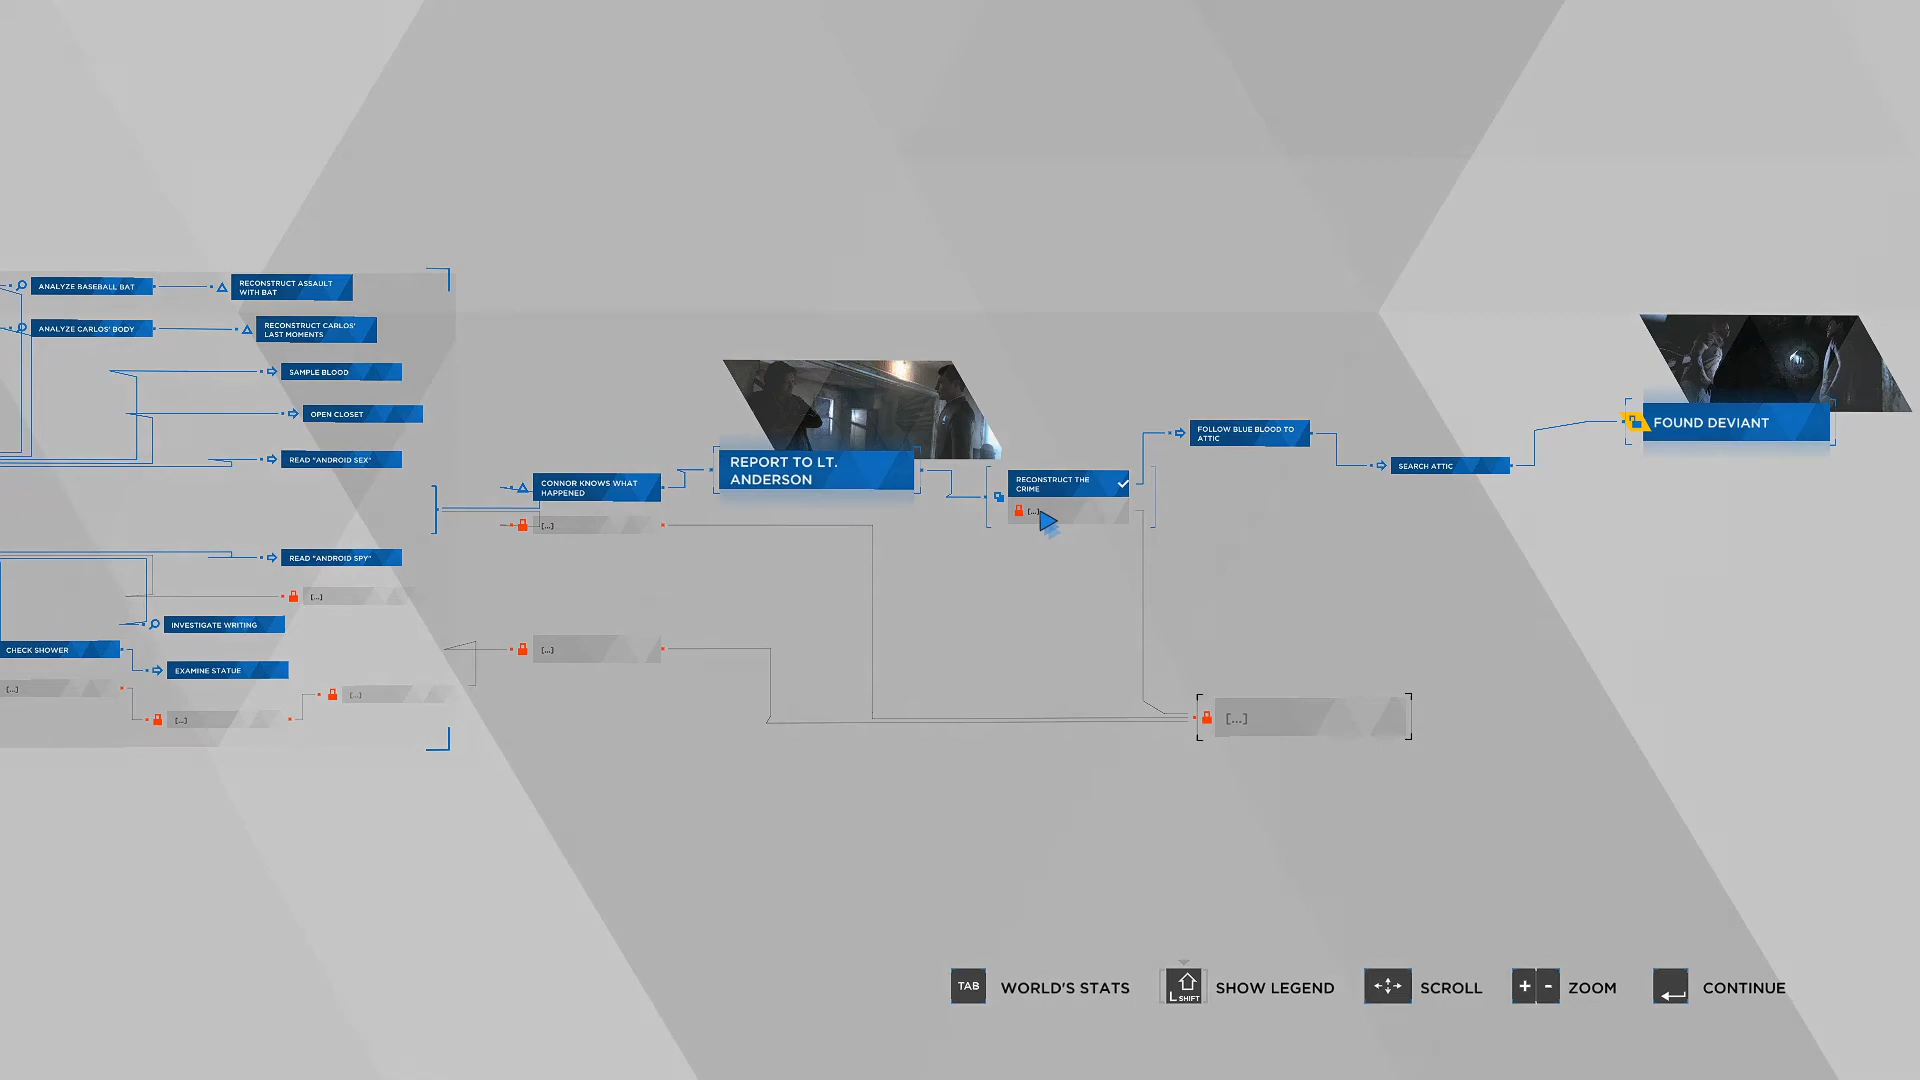 ANALYZE BASEBALL BAT
RECONSTRUCT ASSAULT
WITH BAT
ANALYZE CARLOS' BODY
RECONSTRUCT CARLOS'
LAST MOMENTS
SAMPLE BLOOD
OPEN CLOSET
READ "ANDROID SEX"
CONNOR KNOWS WHAT
HAPPENED
[...]
REPORT TO LT.
ANDERSON
RECONSTRUCT THE
CRIME
[...]
FOLLOW BLUE BLOOD TO
ATTIC
SEARCH ATTIC
FOUND DEVIANT
READ "ANDROID SPY"
[...]
INVESTIGATE WRITING
CHECK SHOWER
EXAMINE STATUE
[...]
[...]
[...]
[...]
[...]
TAB
WORLD'S STATS
L SHIFT
SHOW LEGEND
SCROLL
+ -
ZOOM
CONTINUE